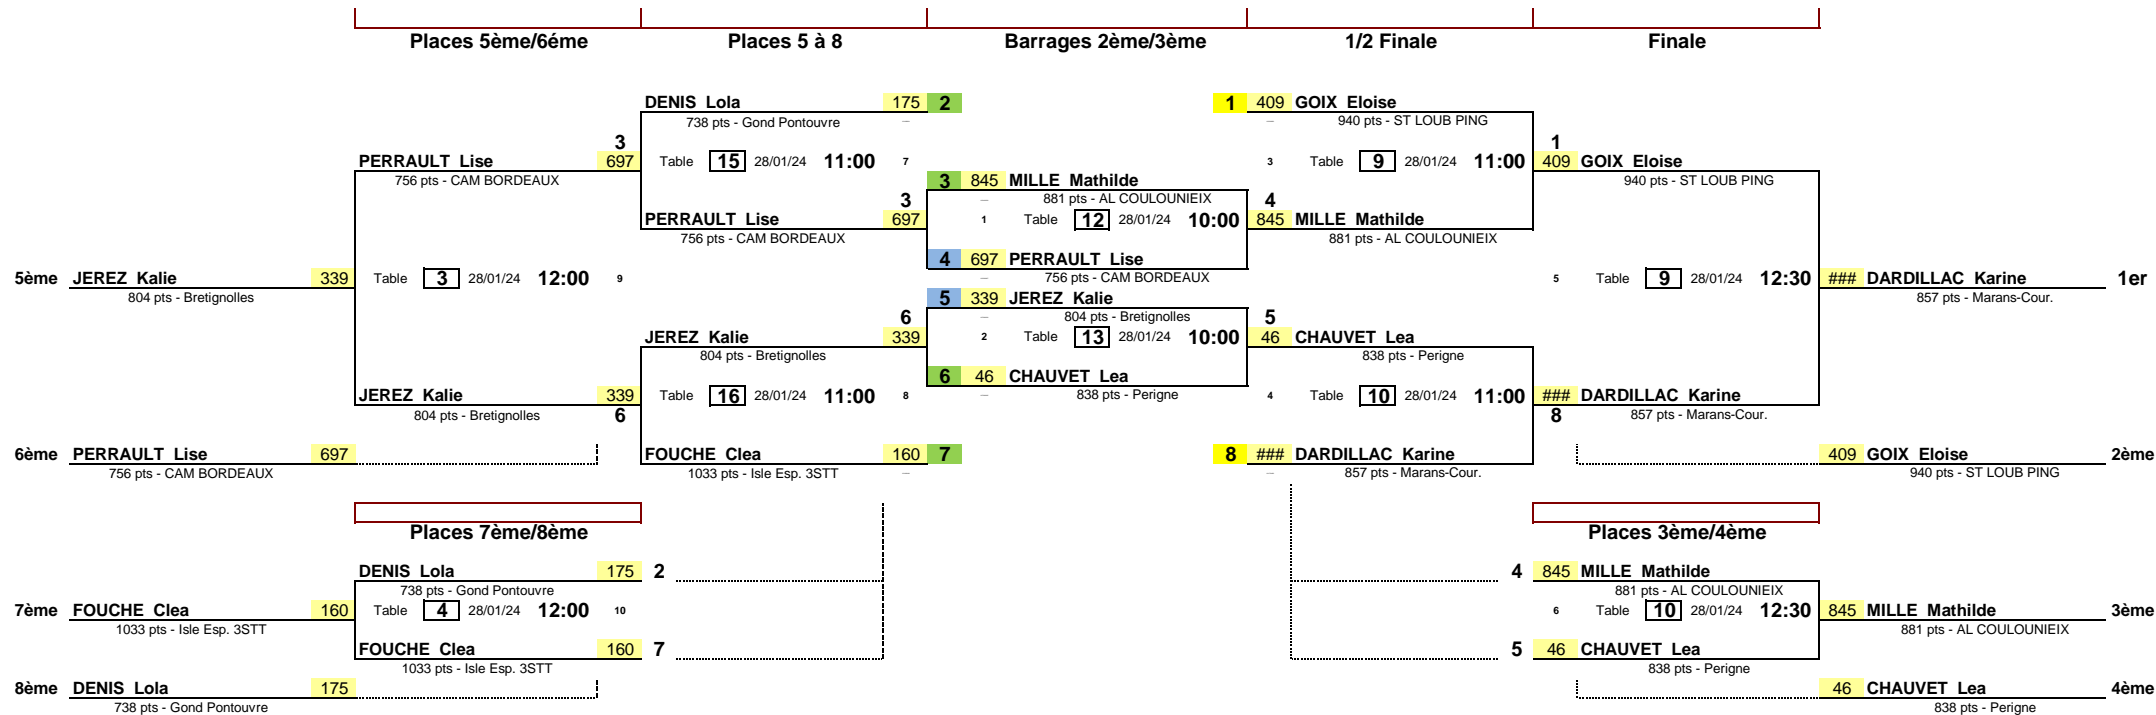 Places 5ème/6éme Places 5 à 8 Barrages 2ème/3ème 1/2 Finale Finale
DENIS Lola 175 2 1 409 GOIX Eloise
738 pts - Gond Pontouvre 940 pts - ST LOUB PING
3 1
PERRAULT Lise 697 Table 15 28/01/24 11:00 7 3 Table 9 28/01/24 11:00 409 GOIX Eloise
756 pts - CAM BORDEAUX 3 845 MILLE Mathilde 940 pts - ST LOUB PING
3 881 pts - AL COULOUNIEIX 4
PERRAULT Lise 697 1 Table 12 28/01/24 10:00 845 MILLE Mathilde
756 pts - CAM BORDEAUX 881 pts - AL COULOUNIEIX
4 697 PERRAULT Lise
5ème JEREZ Kalie 339 Table 3 28/01/24 12:00 9 756 pts - CAM BORDEAUX 5 Table 9 28/01/24 12:30 ### DARDILLAC Karine 1er
804 pts - Bretignolles 5 339 JEREZ Kalie 857 pts - Marans-Cour.
6 804 pts - Bretignolles 5
JEREZ Kalie 339 2 Table 13 28/01/24 10:00 46 CHAUVET Lea
804 pts - Bretignolles 838 pts - Perigne
6 46 CHAUVET Lea
JEREZ Kalie 339 Table 16 28/01/24 11:00 8 838 pts - Perigne 4 Table 10 28/01/24 11:00 ### DARDILLAC Karine
804 pts - Bretignolles 6 8 857 pts - Marans-Cour.
6ème PERRAULT Lise 697 FOUCHE Clea 160 7 8 ### DARDILLAC Karine 409 GOIX Eloise 2ème
756 pts - CAM BORDEAUX 1033 pts - Isle Esp. 3STT 857 pts - Marans-Cour. 940 pts - ST LOUB PING
Places 7ème/8ème Places 3ème/4ème
DENIS Lola 175 2 4 845 MILLE Mathilde
738 pts - Gond Pontouvre 881 pts - AL COULOUNIEIX
7ème FOUCHE Clea 160 Table 4 28/01/24 12:00 10 6 Table 10 28/01/24 12:30 845 MILLE Mathilde 3ème
1033 pts - Isle Esp. 3STT 881 pts - AL COULOUNIEIX
FOUCHE Clea 160 7 5 46 CHAUVET Lea
1033 pts - Isle Esp. 3STT 838 pts - Perigne
8ème DENIS Lola 175 46 CHAUVET Lea 4ème
738 pts - Gond Pontouvre 838 pts - Perigne